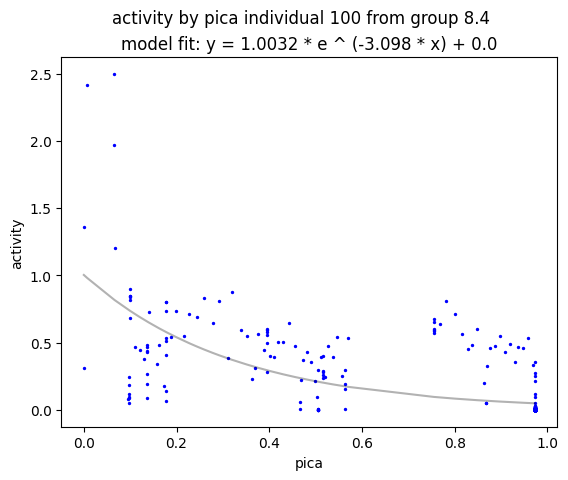 activity by pica individual 100 from group 8.4
model fit: y = 1.0032 * e ^ (-3.098 * x) + 0.0
2.5
2.0
1.5
1.0
0.5
0.0
activity
0.0 0.2 0.4 0.6 0.8 1.0
pica